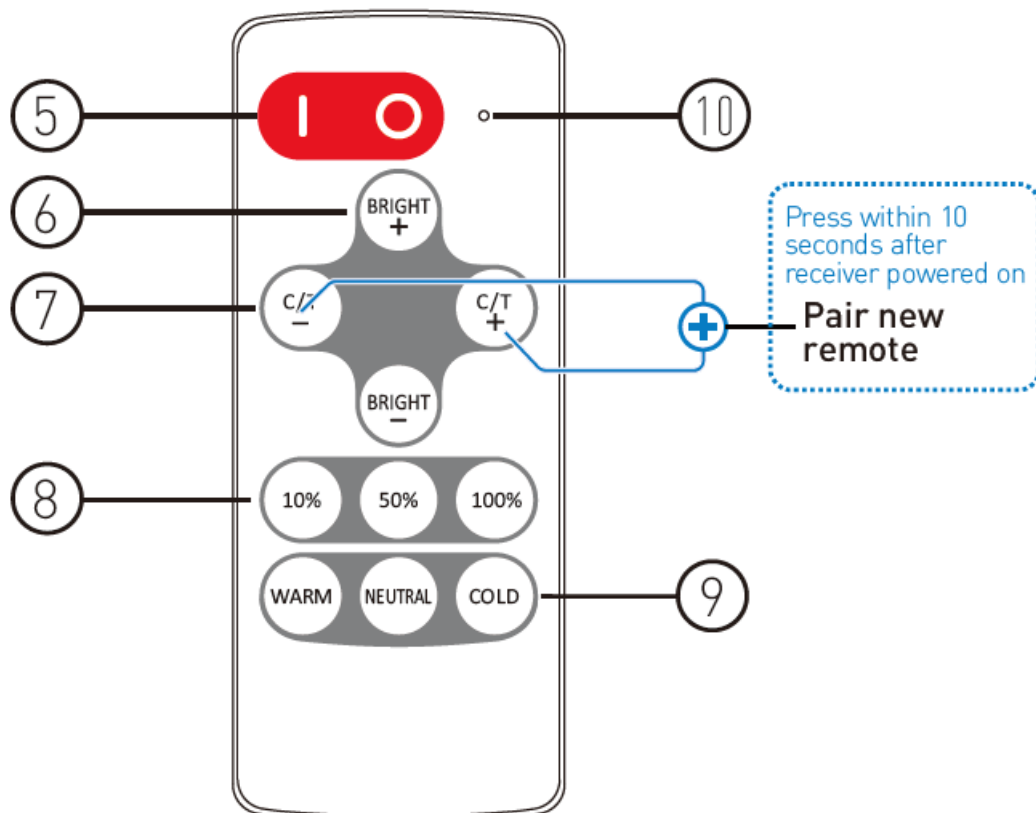 5
I O
10
6
BRIGHT
+
Press within 10
seconds after
receiver powered on
7
C/T
−
C/T
+
+
Pair new
remote
BRIGHT
−
8
10% 50% 100%
WARM NEUTRAL COLD
9